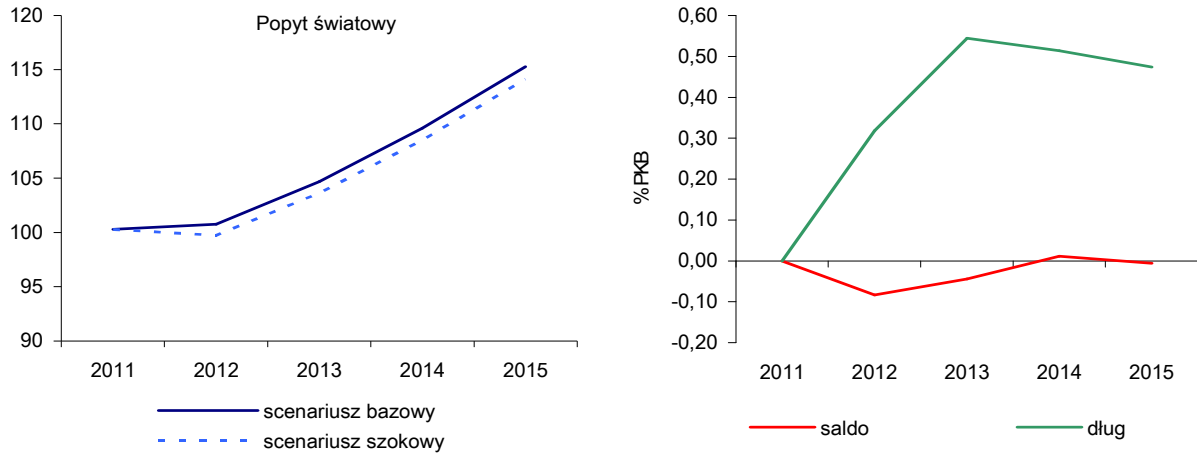 Popyt światowy
120
115
110
105
100
95
90
2011 2012 2013 2014 2015
scenariusz bazowy
scenariusz szokowy
%PKB
0,60
0,50
0,40
0,30
0,20
0,10
0,00
-0,10
-0,20
2011 2012 2013 2014 2015
saldo dług